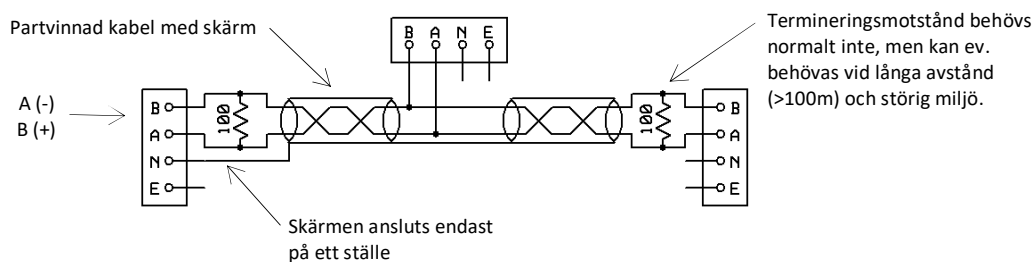 Partvinnad kabel med skärm
B A N E
Termineringsmotstånd behövs
normalt inte, men kan ev.
behövas vid långa avstånd
(>100m) och störig miljö.
A (-)
B (+)
B
A
N
E
100
100
B
A
N
E
Skärmen ansluts endast
på ett ställe